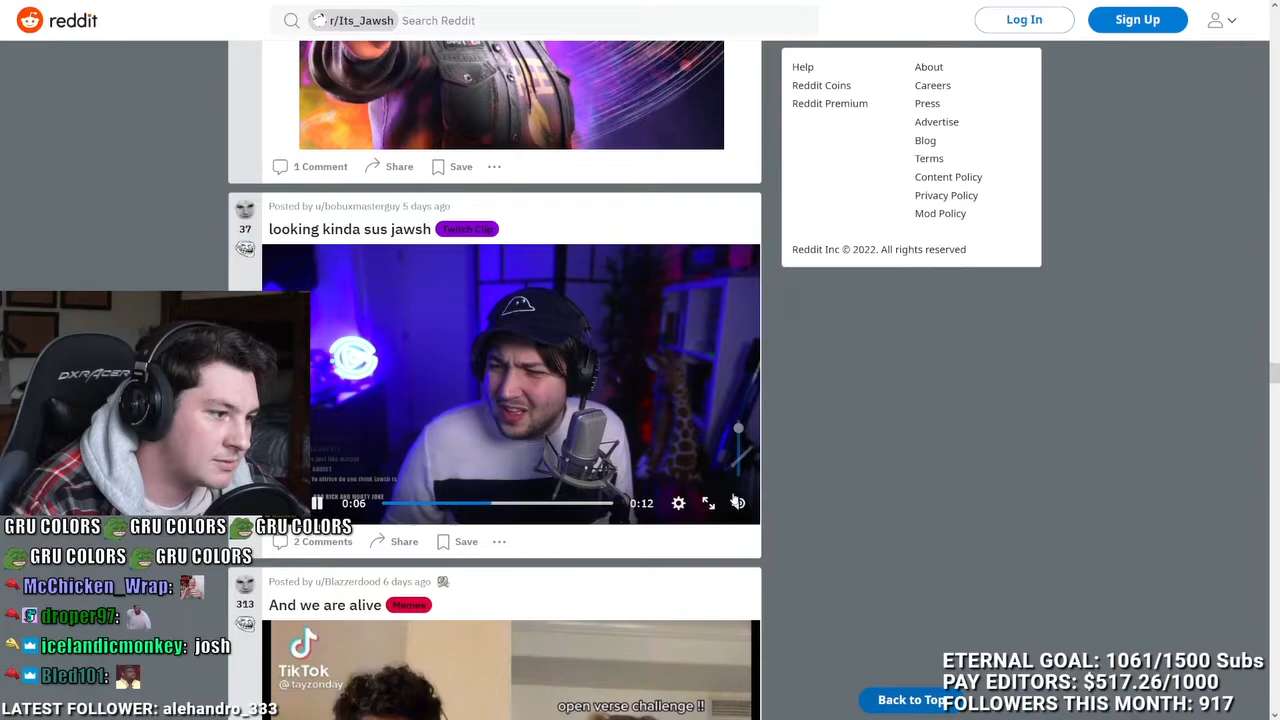 reddit
r/Its_Jawsh Search Reddit
Log In
Sign Up
1 Comment
Share
Save
Help
Reddit Coins
Reddit Premium
About
Careers
Press
Advertise
Blog
Terms
Content Policy
Privacy Policy
Mod Policy
Reddit Inc © 2022. All rights reserved
Posted by u/bobuxmasterguy 5 days ago
37
looking kinda sus jawsh Twitch Clip
DXRACER
ADDICT
AND MORTY JOKE
0:06
0:12
2 Comments
Share
Save
GRU COLORS GRU COLORS GRU COLORS
GRU COLORS GRU COLORS
McChicken_Wrap:
droper97:
icelandicmonkey: josh
Bled101:
LATEST FOLLOWER: alehandro_333
Posted by u/Blazzerdood 6 days ago
313
And we are alive Memes
TikTok
@tayzonday
open verse challenge !!
Back to Top
ETERNAL GOAL: 1061/1500 Subs
PAY EDITORS: $517.26/1000
FOLLOWERS THIS MONTH: 917